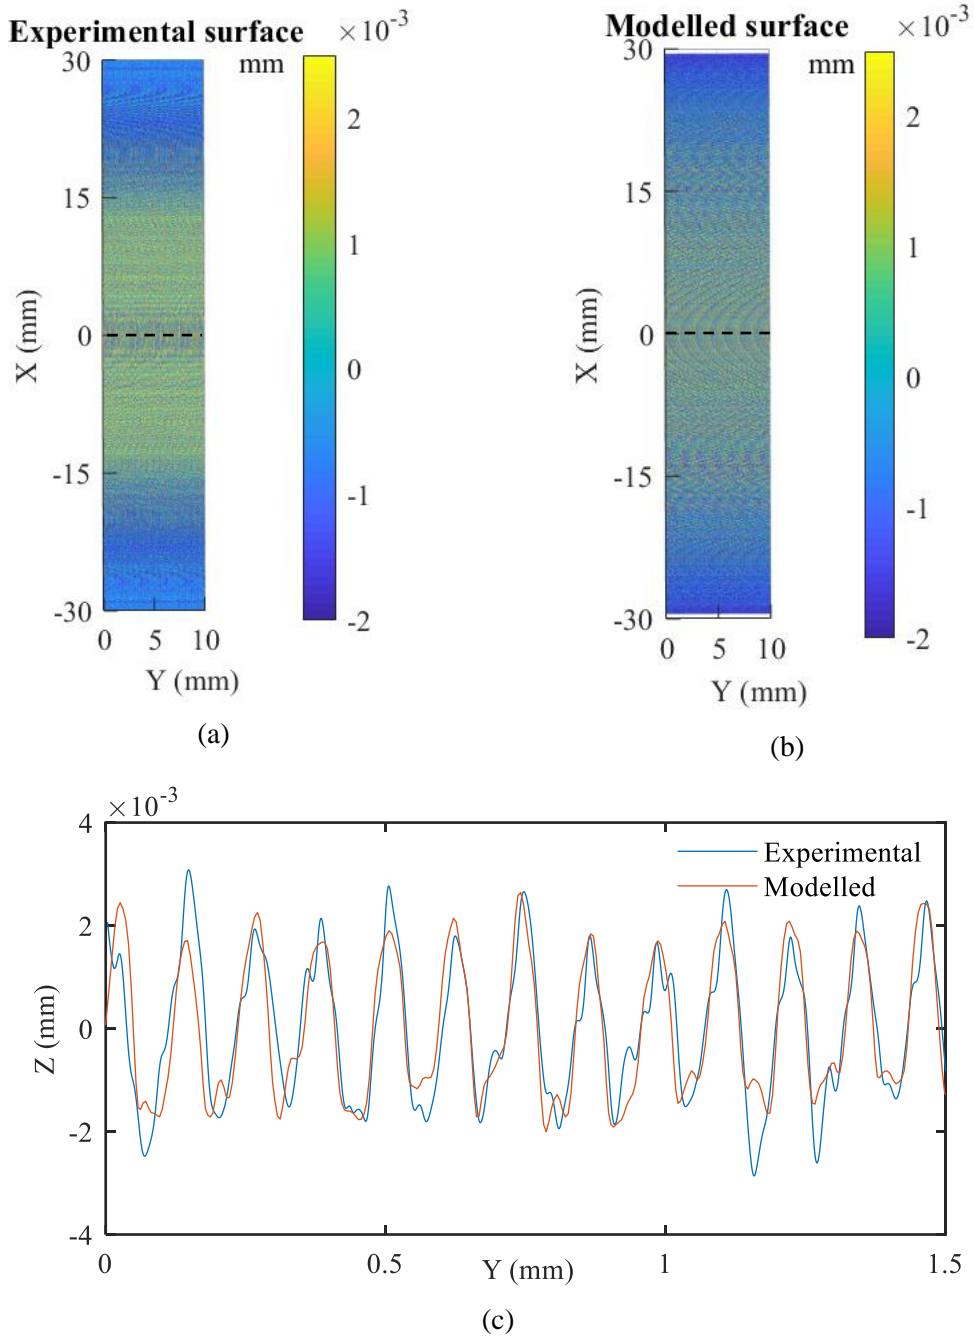 Experimental surface
×10-3
mm
30
15
0
-15
-30
X (mm)
0 5 10
Y (mm)
2
1
0
-1
-2
(a)
Modelled surface
×10-3
mm
30
15
0
-15
-30
X (mm)
0 5 10
Y (mm)
2
1
0
-1
-2
(b)
×10-3
4
2
0
-2
-4
Z (mm)
Experimental
Modelled
0 0.5 1 1.5
Y (mm)
(c)